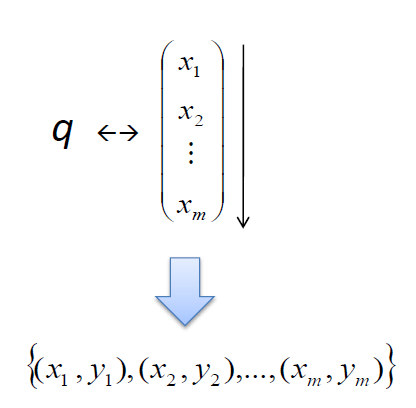 x₁
x₂
q ↔ ⋮
xₘ
{(x₁, y₁),(x₂, y₂),...,(xₘ, yₘ)}